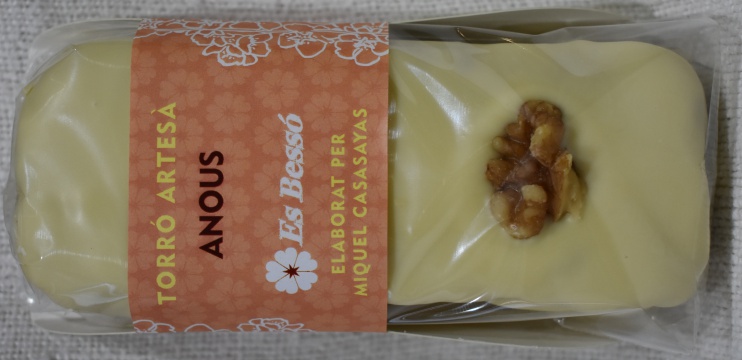 TORRÓ ARTESÀ
ANOUS
Es Bessó
ELABORAT PER
MIQUEL CASASAYAS